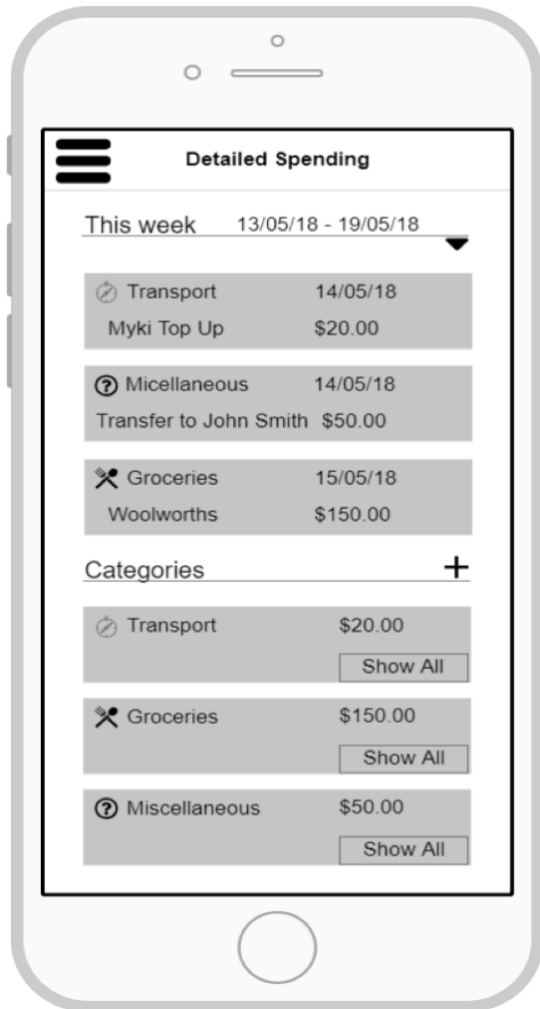 Detailed Spending
This week 13/05/18 - 19/05/18
Transport 14/05/18
Myki Top Up $20.00
Micellaneous 14/05/18
Transfer to John Smith $50.00
Groceries 15/05/18
Woolworths $150.00
Categories +
Transport $20.00
Show All
Groceries $150.00
Show All
Miscellaneous $50.00
Show All